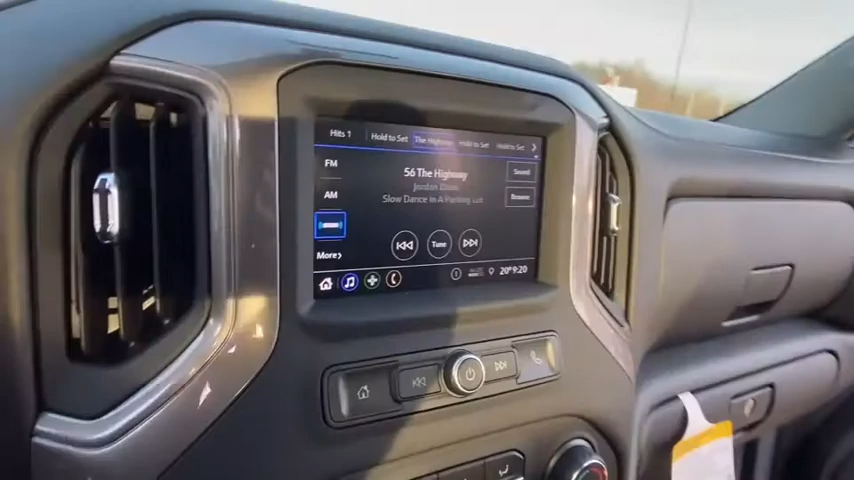 Hits 1 Hold to Set The Highway Hold to Set Hold to Set
FM
56 The Highway
Sound
Jordan Davis
AM
Slow Dance In A Parking Lot
Browse
Tune
More
20° 9:20